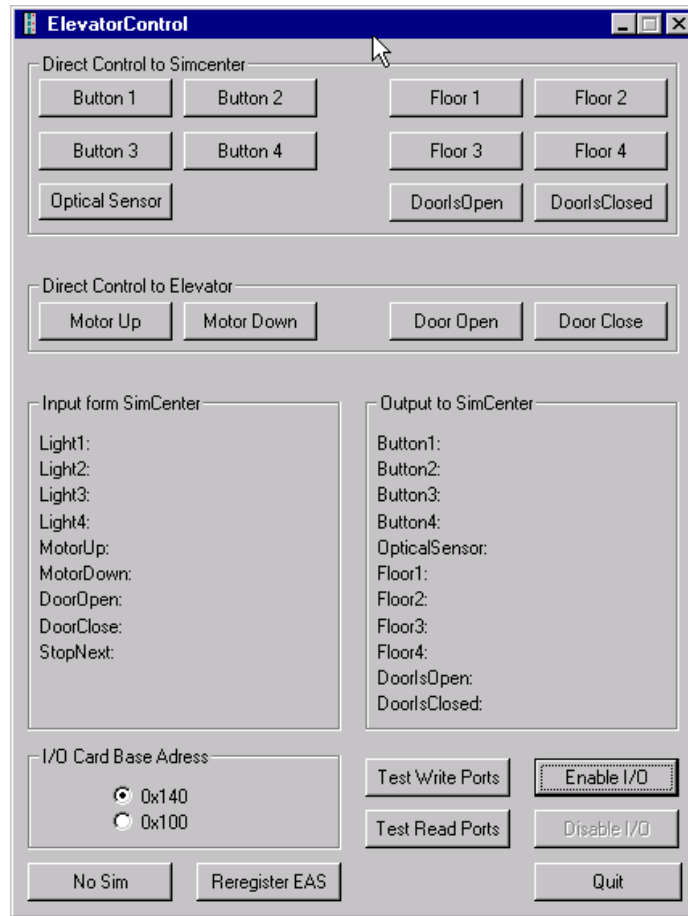 ElevatorControl
Direct Control to Simcenter
Button 1 Button 2 Floor 1 Floor 2
Button 3 Button 4 Floor 3 Floor 4
Optical Sensor DoorIsOpen DoorIsClosed
Direct Control to Elevator
Motor Up Motor Down Door Open Door Close
Input form SimCenter
Light1:
Light2:
Light3:
Light4:
MotorUp:
MotorDown:
DoorOpen:
DoorClose:
StopNext:
Output to SimCenter
Button1:
Button2:
Button3:
Button4:
OpticalSensor:
Floor1:
Floor2:
Floor3:
Floor4:
DoorIsOpen:
DoorIsClosed:
I/O Card Base Adress
0x140
0x100
Test Write Ports Enable I/O
Test Read Ports Disable I/O
No Sim Reregister EAS Quit